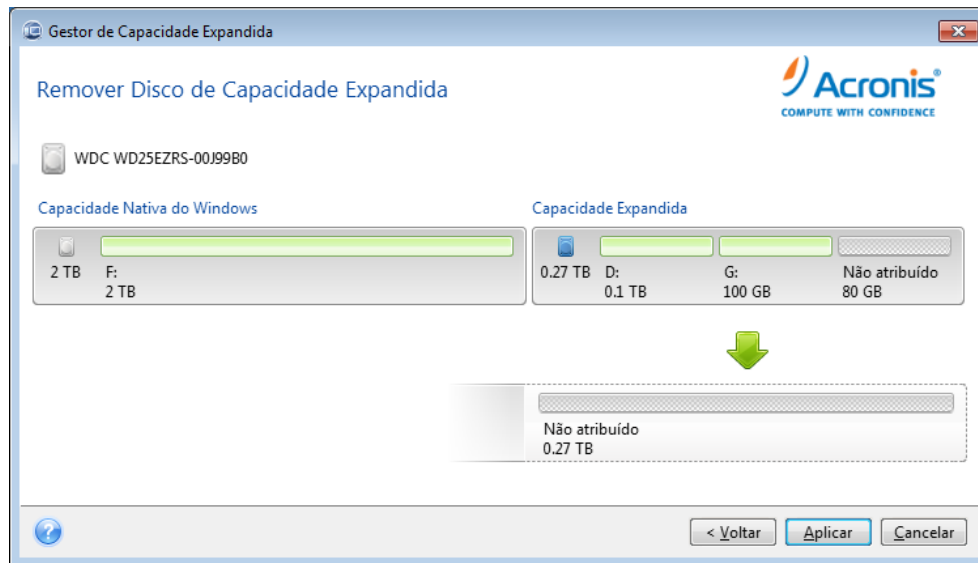 Gestor de Capacidade Expandida
Remover Disco de Capacidade Expandida
Acronis®
COMPUTE WITH CONFIDENCE
WDC WD25EZRS-00J99B0
Capacidade Nativa do Windows
Capacidade Expandida
2 TB F:
2 TB
0.27 TB D: G: Não atribuído
0.1 TB 100 GB 80 GB
Não atribuído
0.27 TB
?
< Voltar Aplicar Cancelar